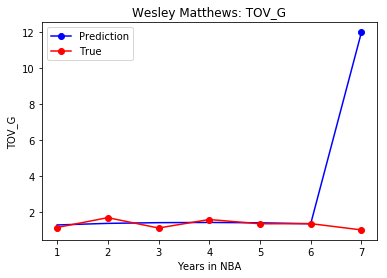 Wesley Matthews: TOV_G
Prediction
True
12
10
8
6
4
2
TOV_G
1 2 3 4 5 6 7
Years in NBA